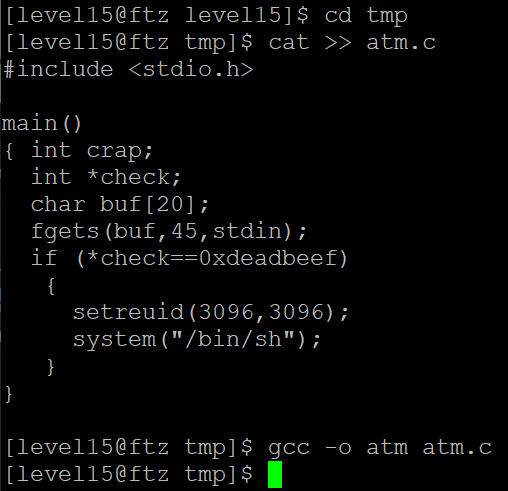 [level15@ftz level15]$ cd tmp
[level15@ftz tmp]$ cat >> atm.c
#include <stdio.h>

main()
{ int crap;
  int *check;
  char buf[20];
  fgets(buf,45,stdin);
  if (*check==0xdeadbeef)
   {
     setreuid(3096,3096);
     system("/bin/sh");
   }
}

[level15@ftz tmp]$ gcc -o atm atm.c
[level15@ftz tmp]$